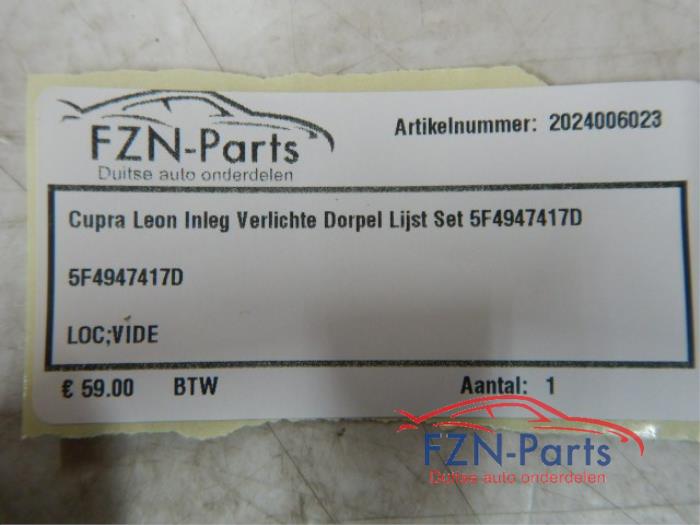 FZN-Parts
Duitse auto onderdelen
Artikelnummer: 2024006023
Cupra Leon Inleg Verlichte Dorpel Lijst Set 5F4947417D
5F4947417D
LOC;VIDE
€ 59.00 BTW Aantal: 1
FZN-Parts
Duitse auto onderdelen